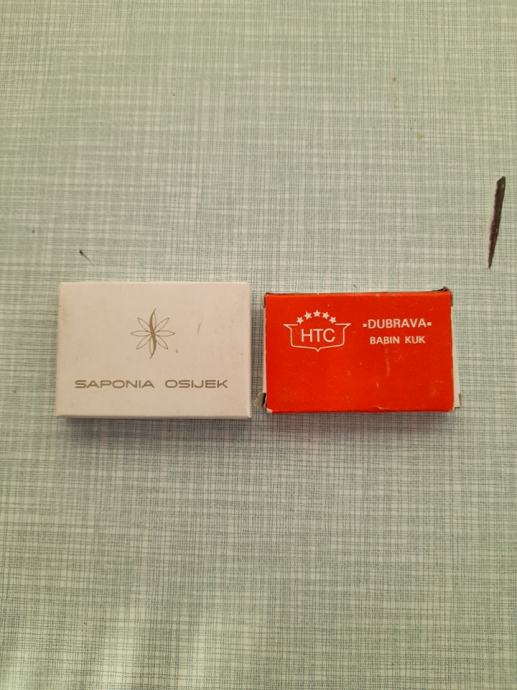 SAPONIA OSIJEK
HTC
-DUBRAVA-
BABIN KUK